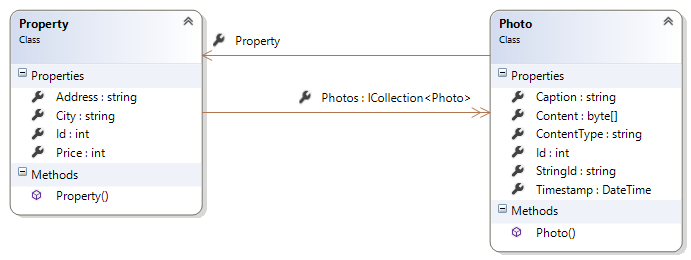 Property
Class
Properties
Address : string
City : string
Id : int
Price : int
Methods
Property()
Property
Photos : ICollection<Photo>
Photo
Class
Properties
Caption : string
Content : byte[]
ContentType : string
Id : int
StringId : string
Timestamp : DateTime
Methods
Photo()